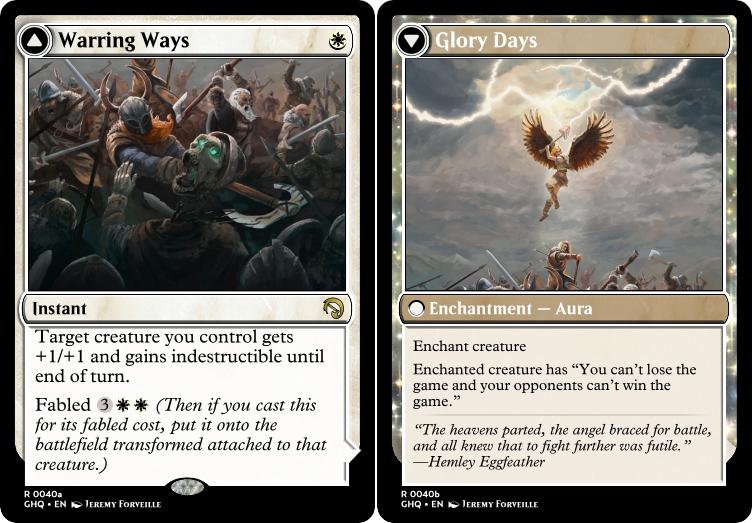 Warring Ways
Instant
Target creature you control gets
+1/+1 and gains indestructible until
end of turn.
Fabled 3 (Then if you cast this
for its fabled cost, put it onto the
battlefield transformed attached to that
creature.)
R 0040a
GHQ • EN JEREMY FORVEILLE
Glory Days
Enchantment — Aura
Enchant creature
Enchanted creature has “You can’t lose the
game and your opponents can’t win the
game.”
“The heavens parted, the angel braced for battle,
and all knew that to fight further was futile.”
—Hemley Eggfeather
R 0040b
GHQ • EN JEREMY FORVEILLE